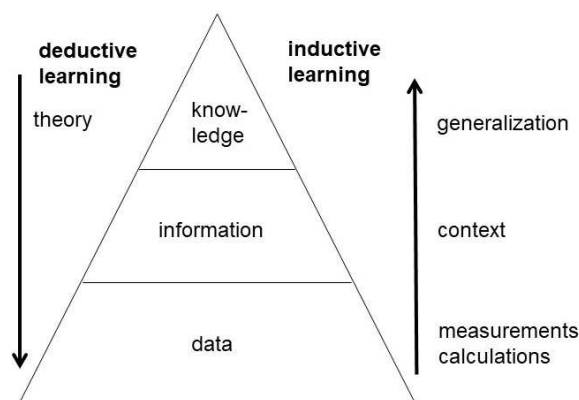 deductive
learning
theory
inductive
learning
know-
ledge
generalization
information
context
data
measurements
calculations